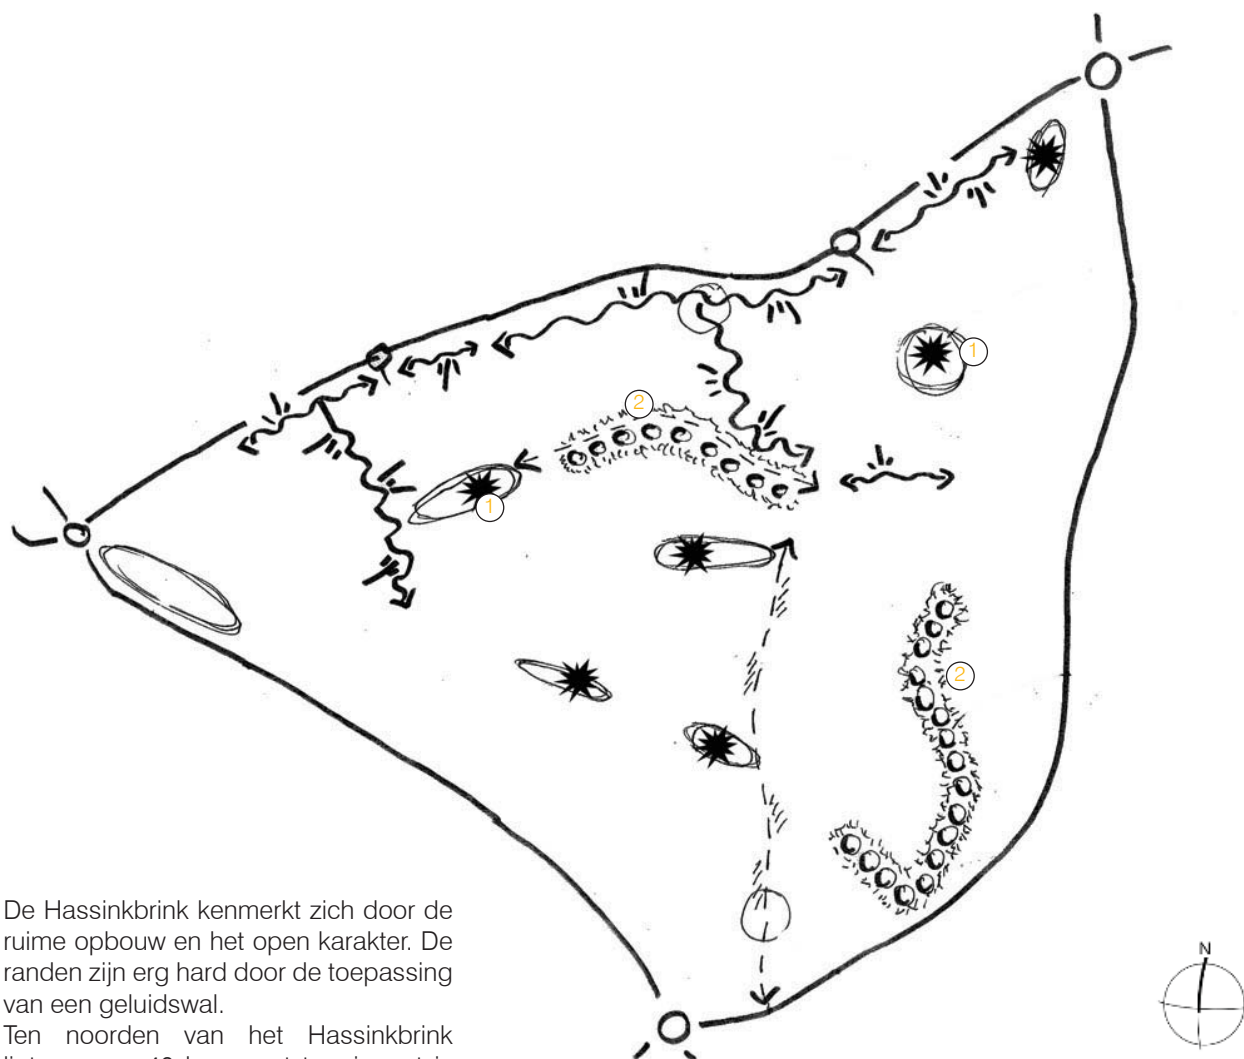 N
1
2
1
2
De Hassinkbrink kenmerkt zich door de
ruime opbouw en het open karakter. De
randen zijn erg hard door de toepassing
van een geluidswal.
Ten noorden van het Hassinkbrink